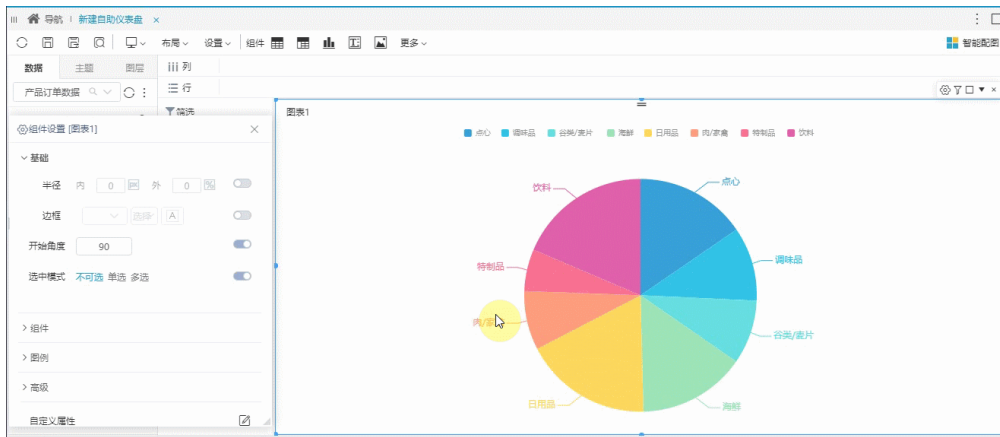 导航 新建自助仪表盘 ×
布局 设置 组件 更多 智能配图
数据 主题 图层 列
产品订单数据 行
筛选
组件设置 [图表1]
图表1
点心 调味品 谷类/麦片 海鲜 日用品 肉/家禽 特制品 饮料
基础
半径 内 0 px 外 0 %
边框 选择 A
开始角度 90
选中模式 不可选 单选 多选
组件
图例
高级
自定义属性
饮料
点心
特制品
调味品
谷类/麦片
日用品
海鲜